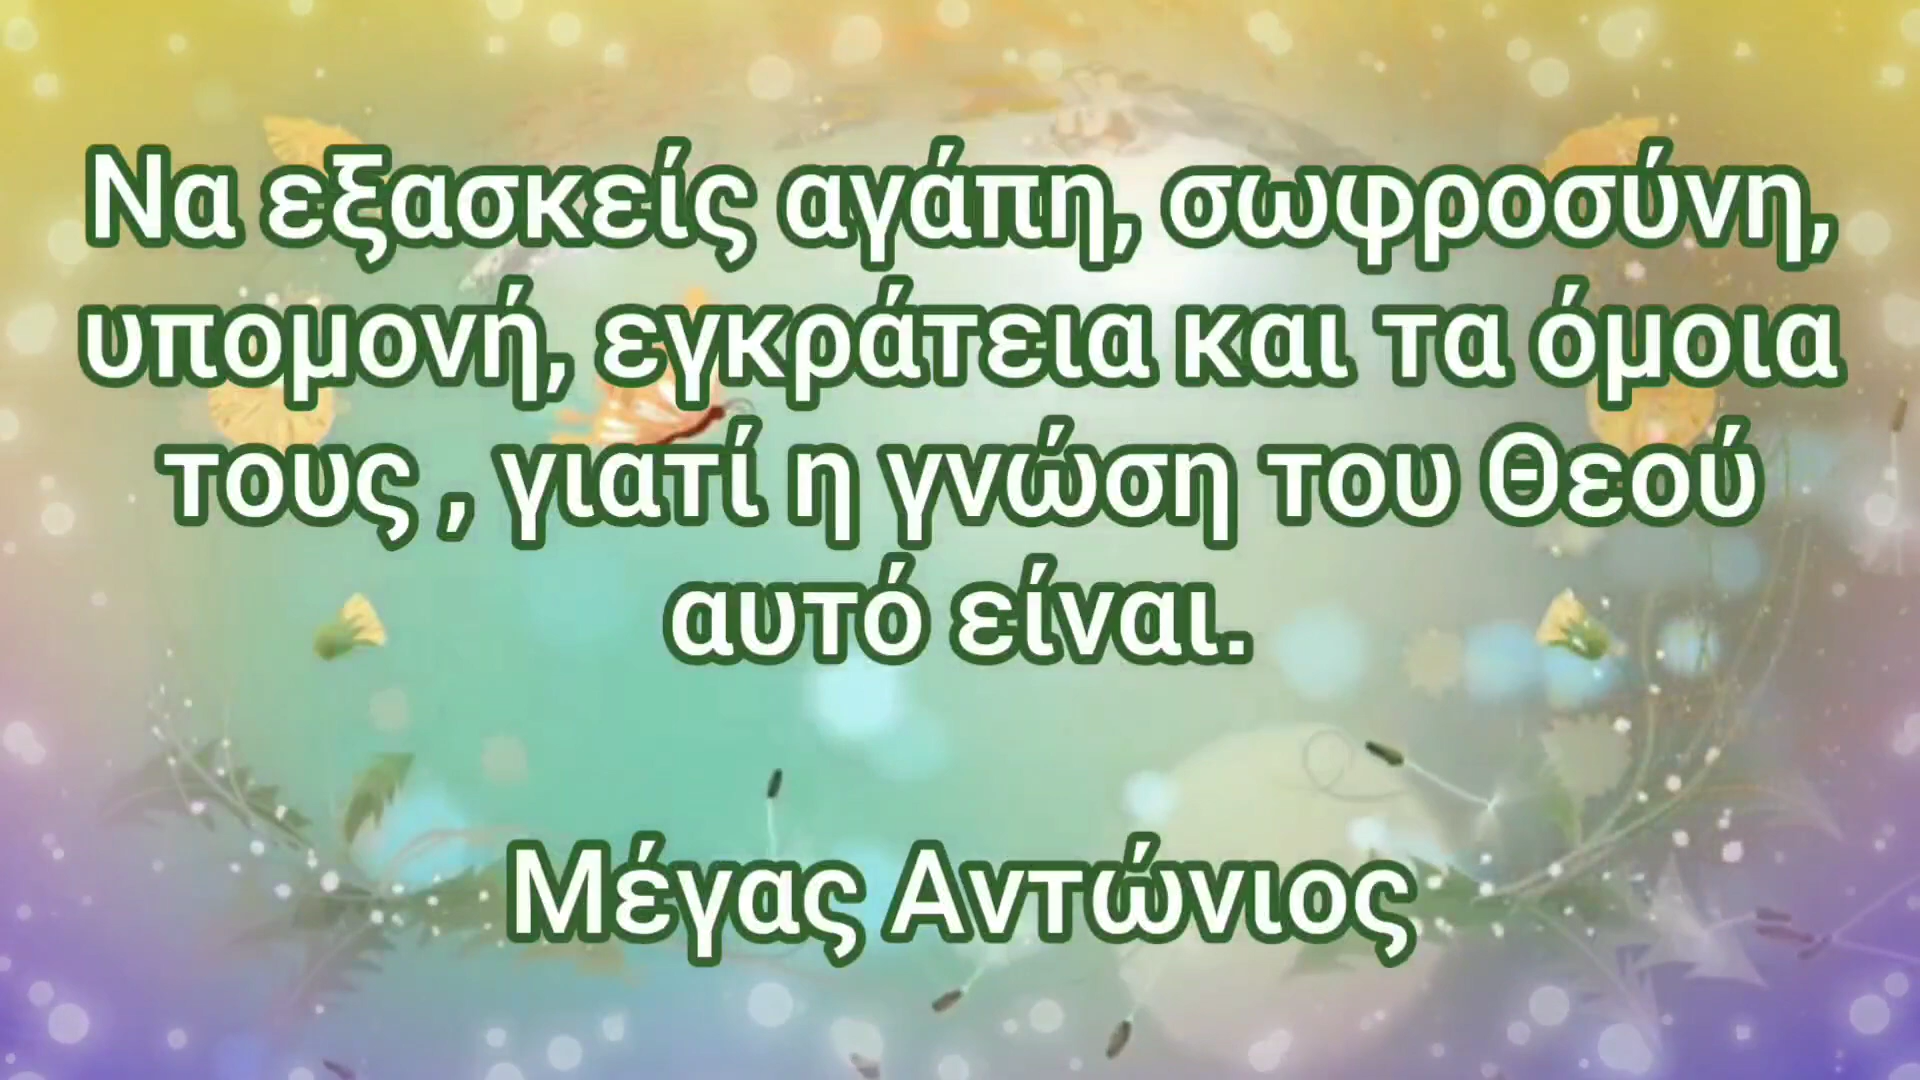 Να εξασκείς αγάπη, σωφροσύνη,
υπομονή, εγκράτεια και τα όμοια
τους , γιατί η γνώση του Θεού
αυτό είναι.
Μέγας Αντώνιος